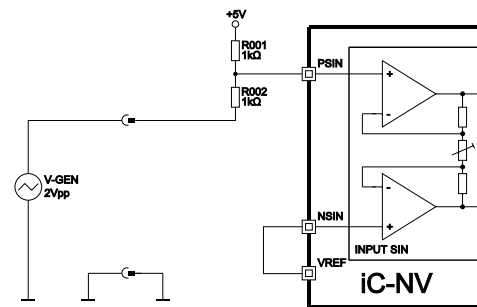 +5V
R001
1kΩ
PSIN
R002
1kΩ
V-GEN
2Vpp
NSIN
INPUT SIN
VREF
iC-NV